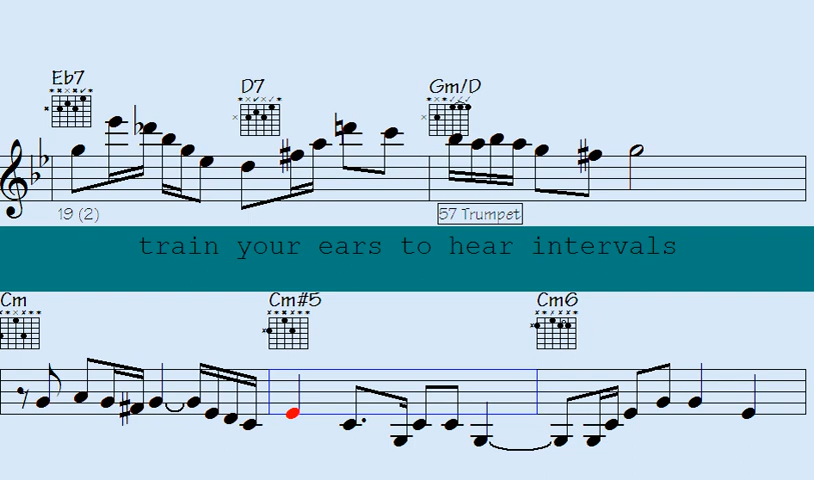 Eb7 D7 Gm/D
19 (2) 57 Trumpet
train your ears to hear intervals
Cm Cm#5 Cm6